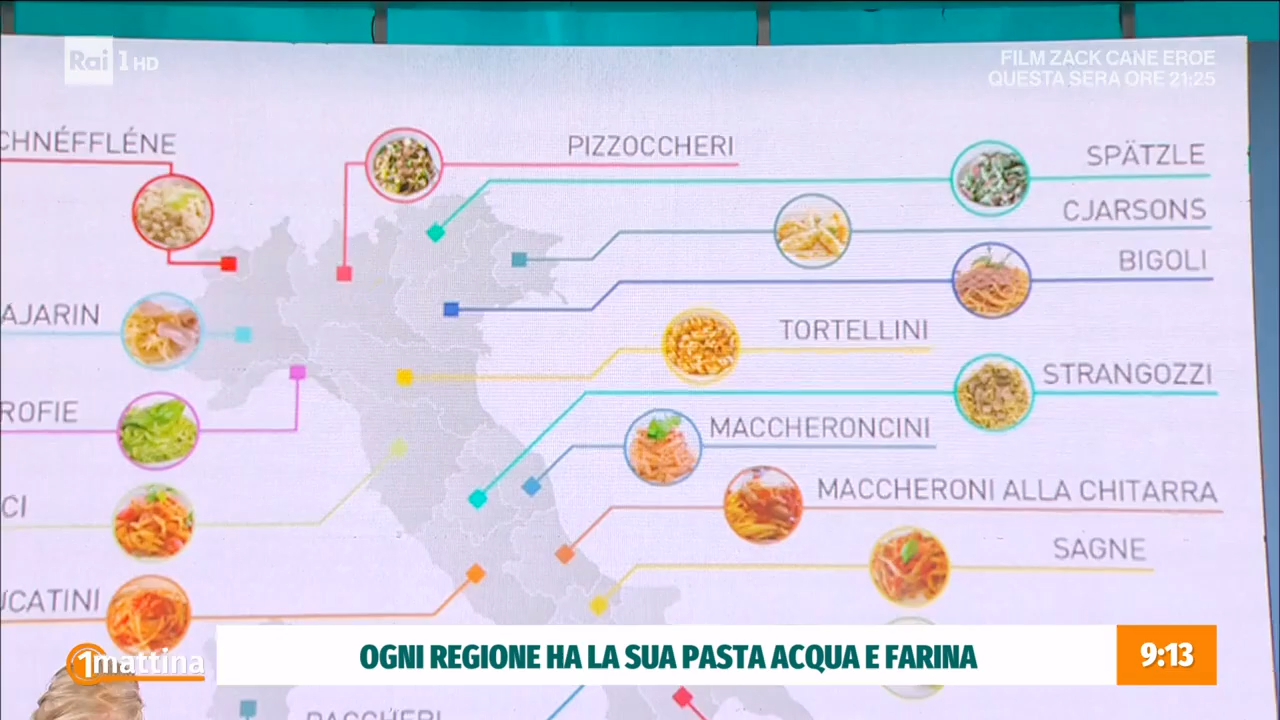 Rai 1 HD
FILM ZACK CANE EROE
QUESTA SERA ORE 21:25
CHNÉFFLÉNE
PIZZOCCHERI
SPÄTZLE
CJARSONS
BIGOLI
AJARIN
TORTELLINI
STRANGOZZI
ROFIE
MACCHERONCINI
MACCHERONI ALLA CHITARRA
CI
SAGNE
UCATINI
1mattina
OGNI REGIONE HA LA SUA PASTA ACQUA E FARINA
9:13
PACCHERI